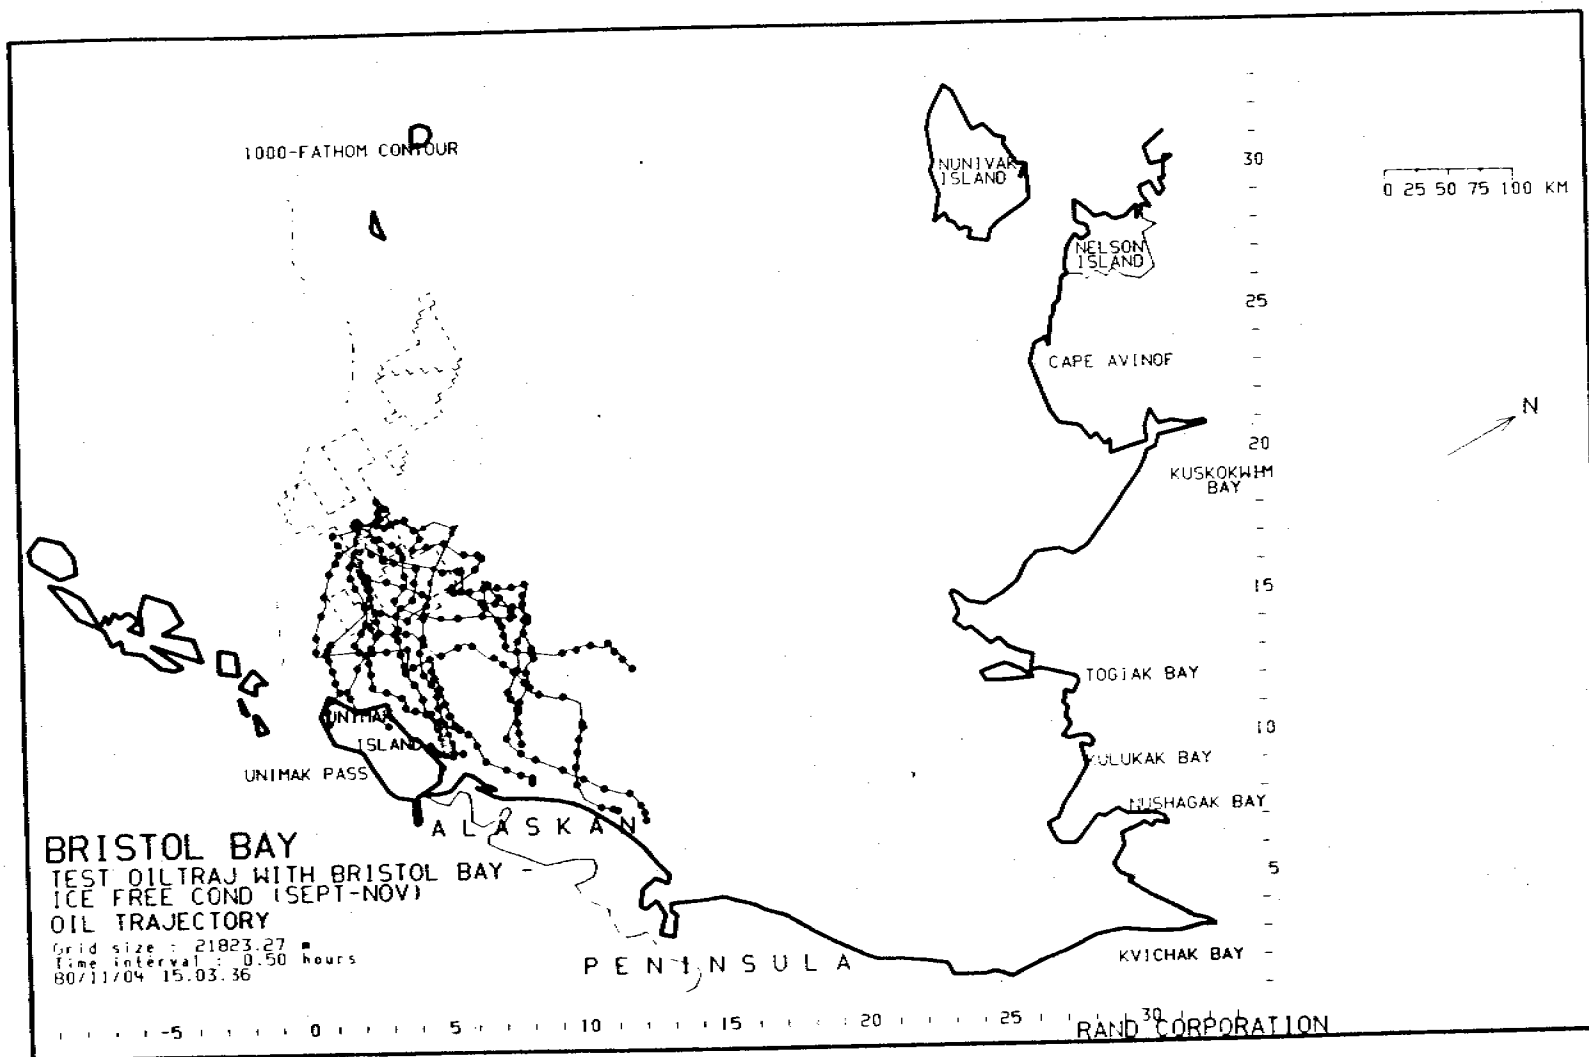 1000-FATHOM CONTOUR
NUNIVAK
ISLAND
30
0 25 50 75 100 KM
NELSON
ISLAND
25
CAPE AVINOF
N
20
KUSKOKWIM
BAY
15
TOGIAK BAY
UNIMAK
ISLAND
10
UNIMAK PASS
KULUKAK BAY
NUSHAGAK BAY
ALASKAN
BRISTOL BAY
TEST OILTRAJ WITH BRISTOL BAY -
ICE FREE COND (SEPT-NOV)
5
OIL TRAJECTORY
Grid size : 21823.27 m
Time interval : 0.50 hours
80/11/04 15.03.36
PENINSULA
KVICHAK BAY
-5 0 5 10 15 20 25 30
RAND CORPORATION